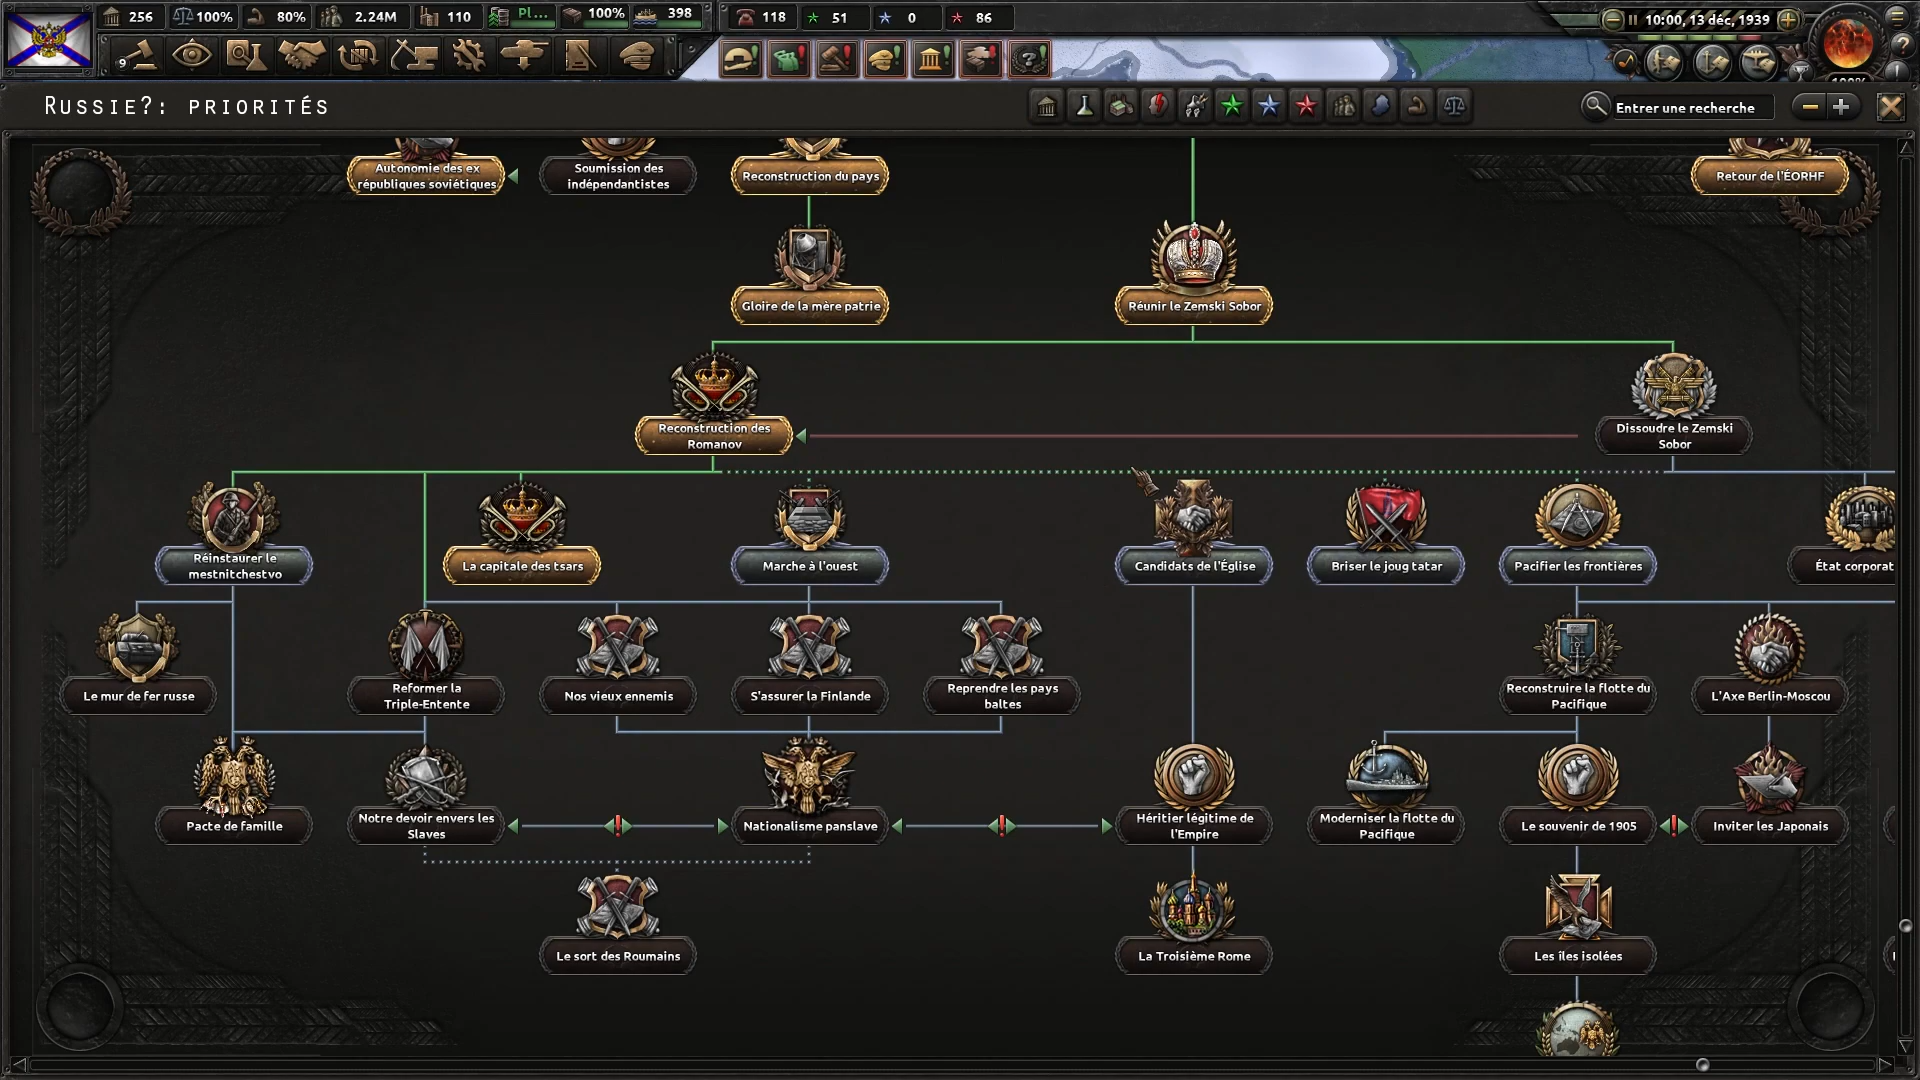 256
100%
80%
2.24M
110
Pl...
100%
398
118
51
0
86
10:00, 13 déc, 1939
9
100%
Russie?: priorités
Entrer une recherche
Autonomie des ex
républiques soviétiques
Soumission des
indépendantistes
Reconstruction du pays
Retour de l'ÉORHF
Gloire de la mère patrie
Réunir le Zemski Sobor
Reconstruction des
Romanov
Dissoudre le Zemski
Sobor
Réinstaurer le
mestnitchestvo
La capitale des tsars
Marche à l'ouest
Candidats de l'Église
Briser le joug tatar
Pacifier les frontières
État corporat
Le mur de fer russe
Reformer la
Triple-Entente
Nos vieux ennemis
S'assurer la Finlande
Reprendre les pays
baltes
Reconstruire la flotte du
Pacifique
L'Axe Berlin-Moscou
Pacte de famille
Notre devoir envers les
Slaves
Nationalisme panslave
Héritier légitime de
l'Empire
Moderniser la flotte du
Pacifique
Le souvenir de 1905
Inviter les Japonais
Le sort des Roumains
La Troisième Rome
Les îles isolées